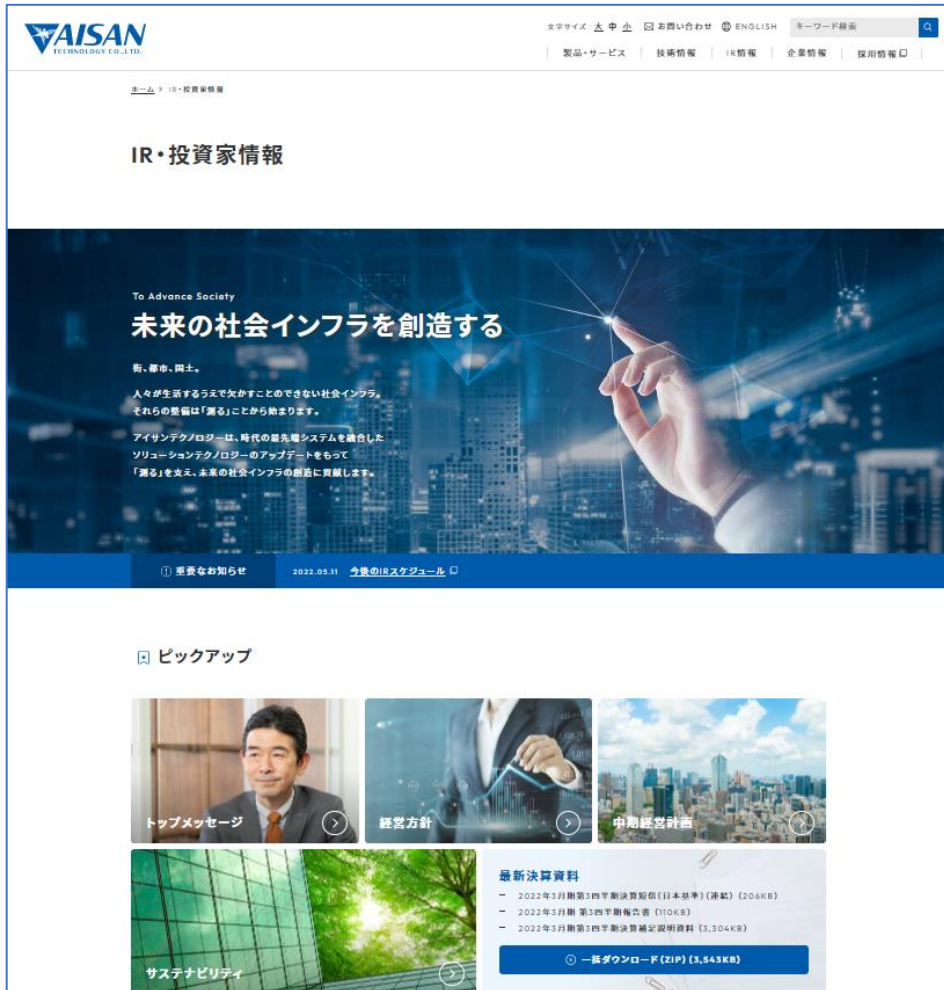 AISAN
TECHNOLOGY CO.,LTD.
文字サイズ 大 中 小 お問い合わせ ENGLISH キーワード検索
製品・サービス 技術情報 IR情報 企業情報 採用情報
ホーム > IR・投資家情報
IR・投資家情報
To Advance Society
未来の社会インフラを創造する
街、都市、国土。
人々が生活するうえで欠かすことのできない社会インフラ。
それらの整備は「測る」ことから始まります。
アイサンテクノロジーは、時代の最先端システムを融合した
ソリューションテクノロジーのアップデートをもって
「測る」を支え、未来の社会インフラの創造に貢献します。
重要なお知らせ 2022.05.11 今後のIRスケジュール
ピックアップ
トップメッセージ
経営方針
中期経営計画
サステナビリティ
最新決算資料
– 2022年3月期第3四半期決算短信(日本基準)(連結) (206KB)
– 2022年3月期 第3四半期報告書 (110KB)
– 2022年3月期第3四半期決算補足説明資料 (3,304KB)
一括ダウンロード(ZIP) (3,543KB)